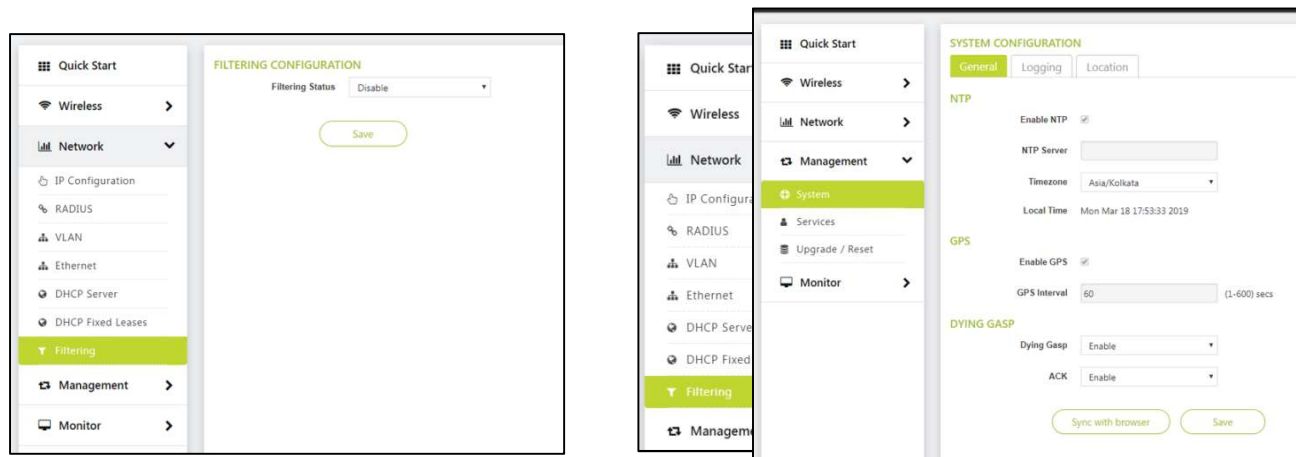 Quick Start
Wireless
Network
IP Configuration
RADIUS
VLAN
Ethernet
DHCP Server
DHCP Fixed Leases
Filtering
Management
Monitor
FILTERING CONFIGURATION
Filtering Status Disable
Save
Quick Star
Wireless
Network
IP Configura
RADIUS
VLAN
Ethernet
DHCP Serve
DHCP Fixed
Filtering
Managem
Quick Start
Wireless
Network
Management
System
Services
Upgrade / Reset
Monitor
SYSTEM CONFIGURATION
General Logging Location
NTP
Enable NTP
NTP Server
Timezone Asia/Kolkata
Local Time Mon Mar 18 17:53:33 2019
GPS
Enable GPS
GPS Interval 60 (1-600) secs
DYING GASP
Dying Gasp Enable
ACK Enable
Sync with browser Save